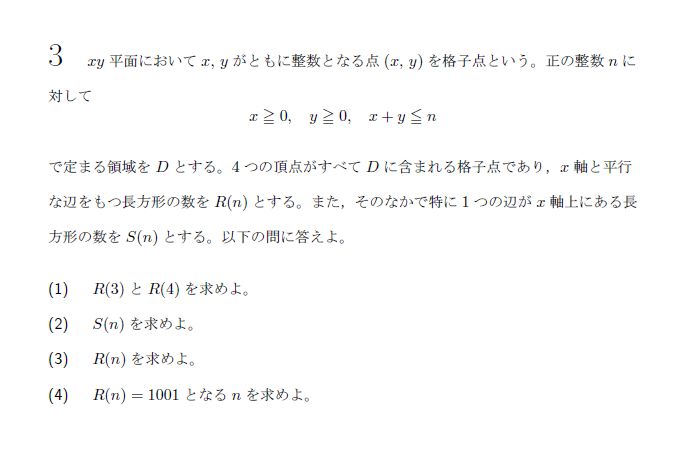 3 xy 平面において x, y がともに整数となる点 (x, y) を格子点という。正の整数 n に
対して
x ≧ 0, y ≧ 0, x + y ≦ n
で定まる領域を D とする。4 つの頂点がすべて D に含まれる格子点であり，x 軸と平行
な辺をもつ長方形の数を R(n) とする。また，そのなかで特に 1 つの辺が x 軸上にある長
方形の数を S(n) とする。以下の問に答えよ。
(1) R(3) と R(4) を求めよ。
(2) S(n) を求めよ。
(3) R(n) を求めよ。
(4) R(n) = 1001 となる n を求めよ。